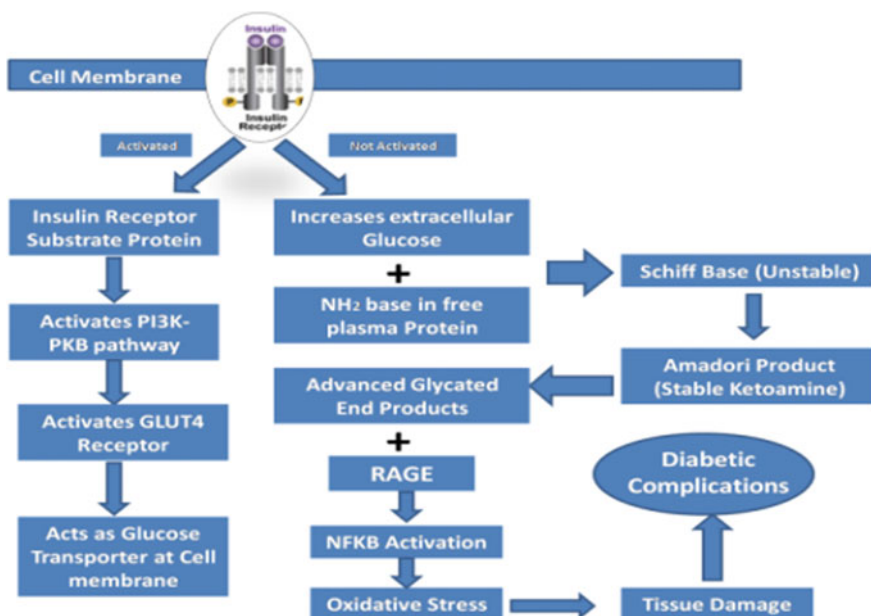 Insulin
Cell Membrane
P
Insulin
Receptor
Activated
Not Activated
Insulin Receptor
Substrate Protein
Activates PI3K-
PKB pathway
Activates GLUT4
Receptor
Acts as Glucose
Transporter at Cell
membrane
Increases extracellular
Glucose
+
NH₂ base in free
plasma Protein
Schiff Base (Unstable)
Amadori Product
(Stable Ketoamine)
Advanced Glycated
End Products
+
RAGE
NFKB Activation
Oxidative Stress
Tissue Damage
Diabetic
Complications